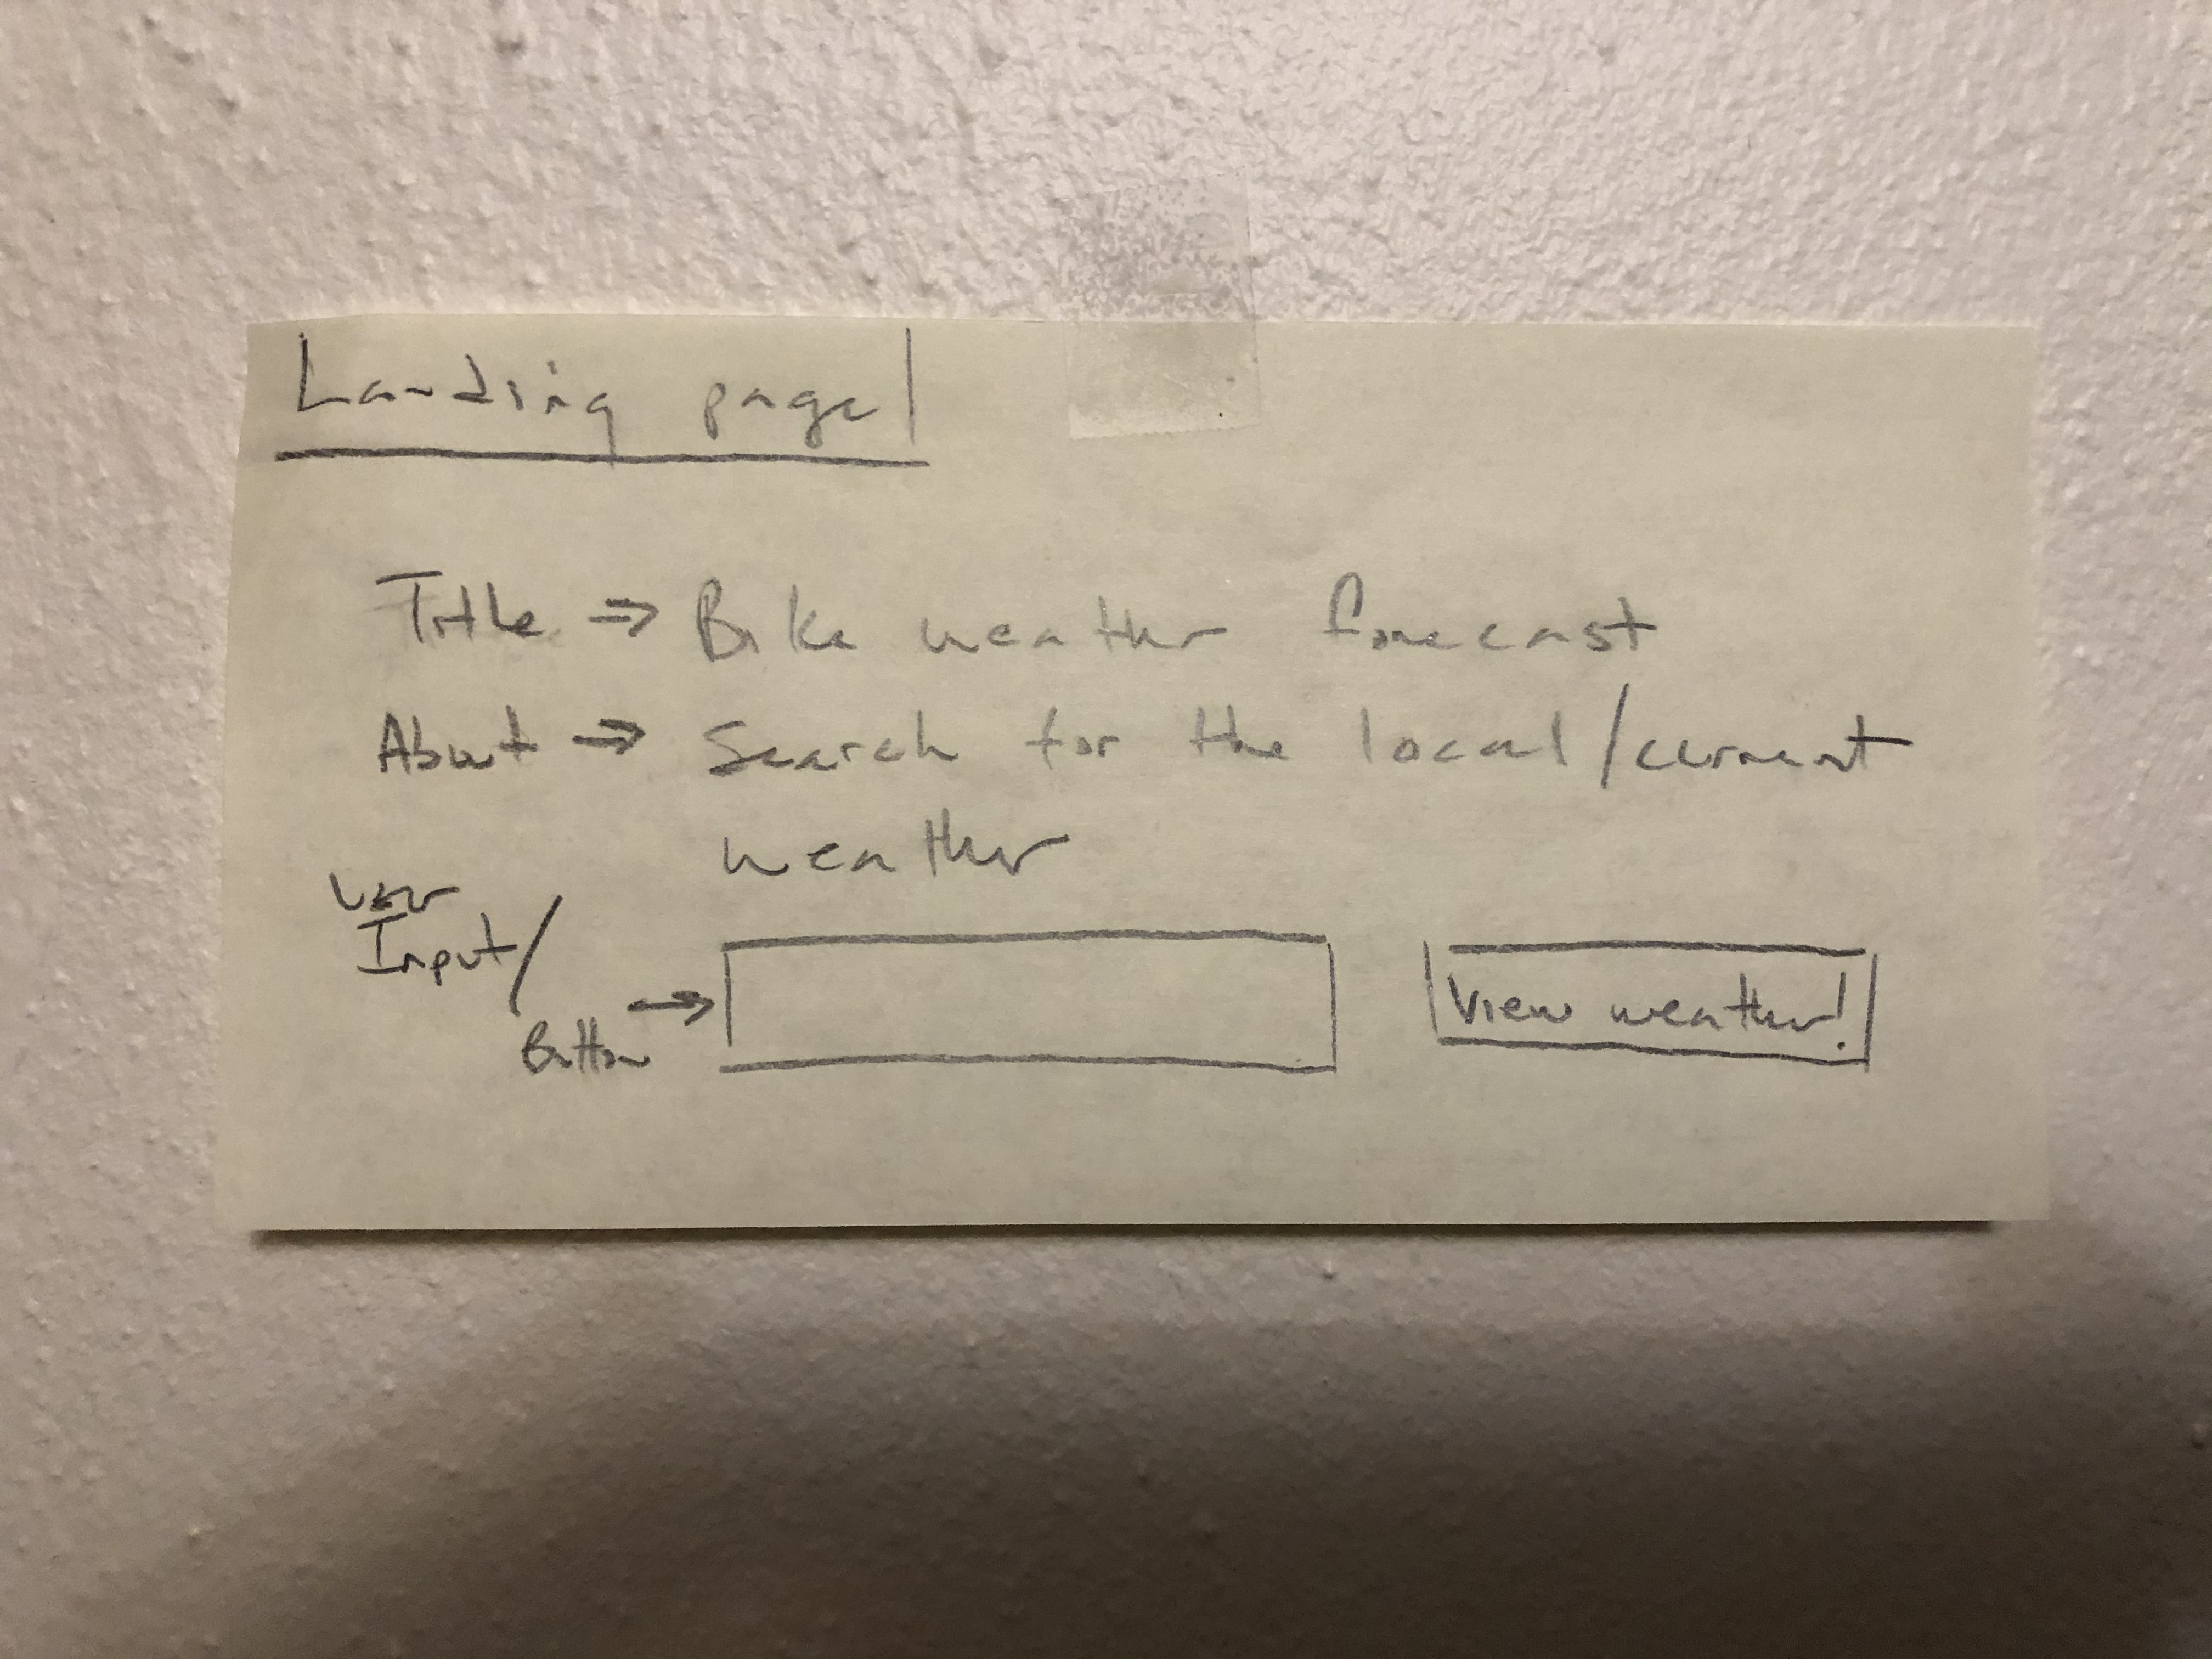 Landing page
Title ⇒ Bike weather forecast
About ⇒ Search for the local/current
weather
User
Input/
Button → View weather!